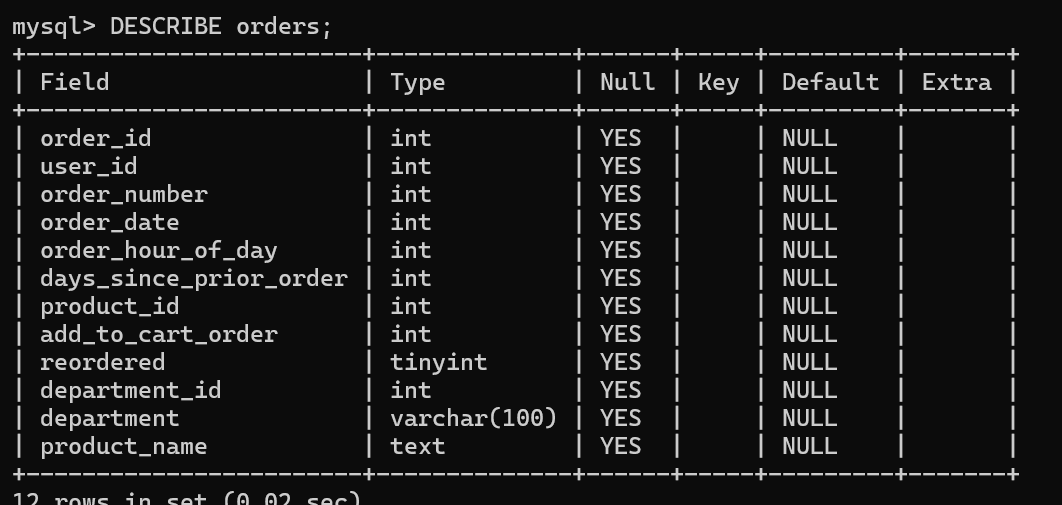 mysql> DESCRIBE orders;
+------------------------+--------------+------+-----+---------+-------+
| Field                  | Type         | Null | Key | Default | Extra |
+------------------------+--------------+------+-----+---------+-------+
| order_id               | int          | YES  |     | NULL    |       |
| user_id                | int          | YES  |     | NULL    |       |
| order_number           | int          | YES  |     | NULL    |       |
| order_date             | int          | YES  |     | NULL    |       |
| order_hour_of_day      | int          | YES  |     | NULL    |       |
| days_since_prior_order | int          | YES  |     | NULL    |       |
| product_id             | int          | YES  |     | NULL    |       |
| add_to_cart_order      | int          | YES  |     | NULL    |       |
| reordered              | tinyint      | YES  |     | NULL    |       |
| department_id          | int          | YES  |     | NULL    |       |
| department             | varchar(100) | YES  |     | NULL    |       |
| product_name           | text         | YES  |     | NULL    |       |
+------------------------+--------------+------+-----+---------+-------+
12 rows in set (0.02 sec)